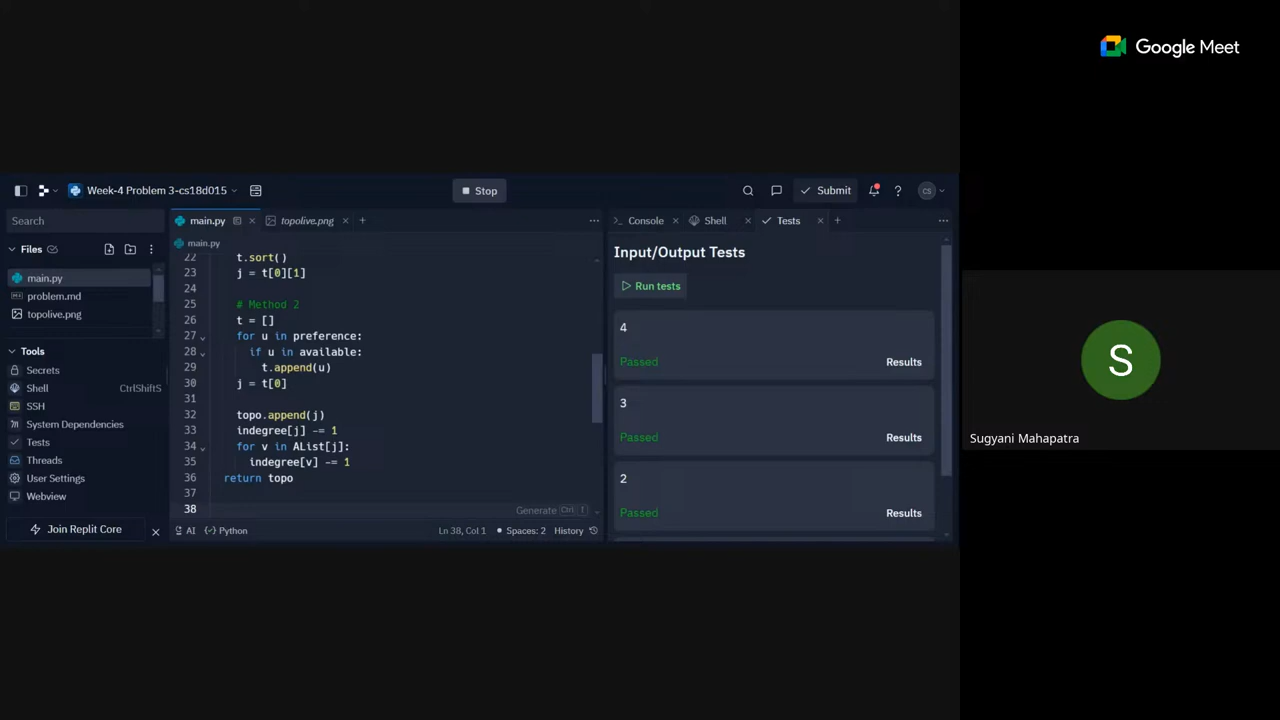 Google Meet
Week-4 Problem 3-cs18d015
Stop
Submit
CS
Search
main.py
topolive.png
Console
Shell
Tests
Files
main.py
Input/Output Tests
main.py
problem.md
topolive.png
Run tests
22 t.sort()
23 j = t[0][1]
24
25 # Method 2
26 t = []
27 for u in preference:
28 if u in available:
29 t.append(u)
30 j = t[0]
31
32 topo.append(j)
33 indegree[j] -= 1
34 for v in AList[j]:
35 indegree[v] -= 1
36 return topo
37
38
Generate Ctrl I
4
Passed
Results
3
Passed
Results
2
Passed
Results
Tools
Secrets
Shell CtrlShiftS
SSH
System Dependencies
Tests
Threads
User Settings
Webview
Join Replit Core
AI
Python
Ln 38, Col 1
Spaces: 2
History
S
Sugyani Mahapatra